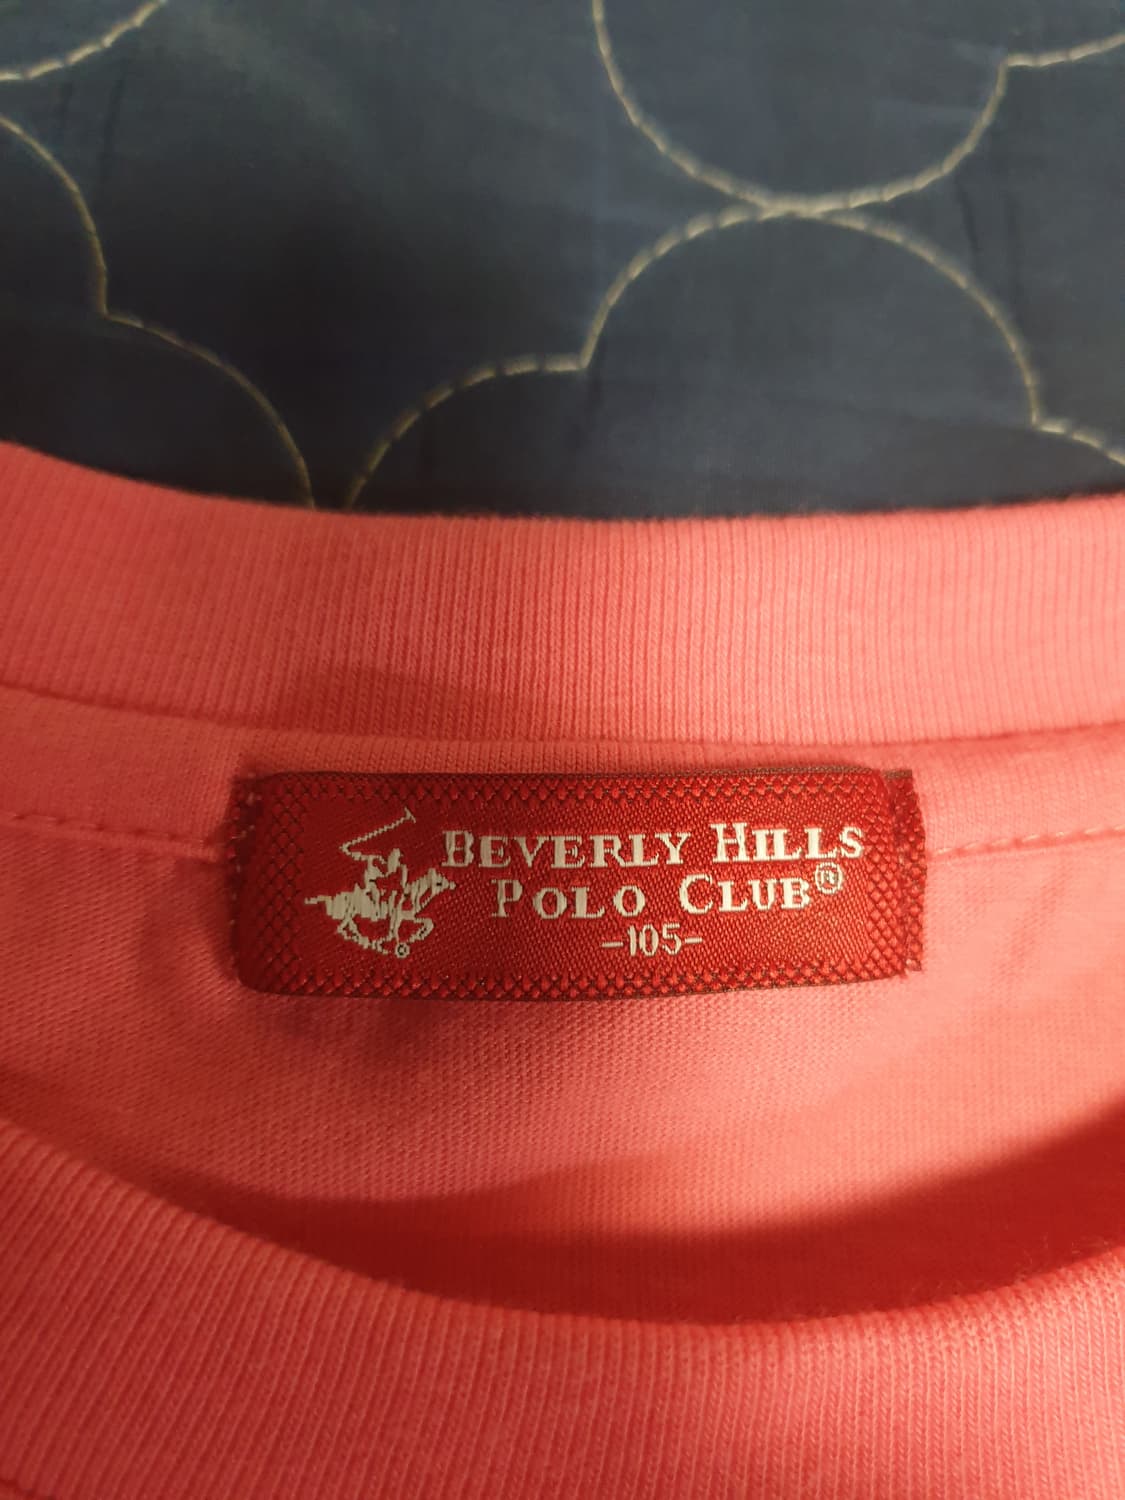 BEVERLY HILLS
POLO CLUB®
-105-